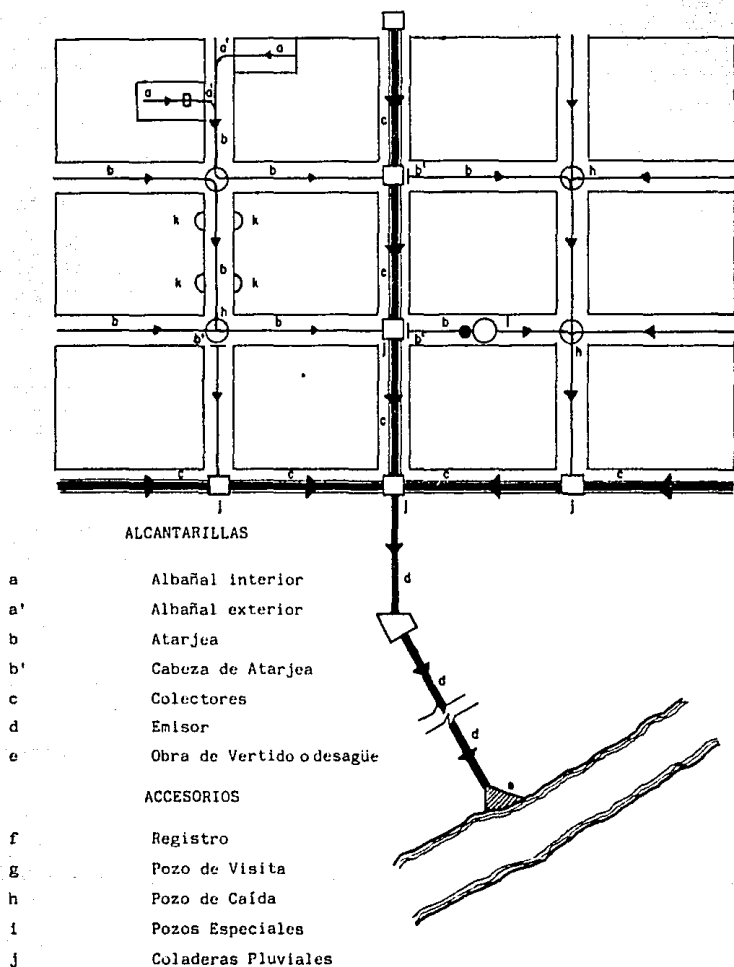 a' a
a a'
c
b
b b b' b h
k k
c
b
k k
h
b b b b l
b' j b' h
c
c c c c
j j j
ALCANTARILLAS
d
a Albañal interior
a' Albañal exterior
b Atarjea
b' Cabeza de Atarjea
c Colectores
d
d Emisor
d
e Obra de Vertido o desagüe
e
ACCESORIOS
f Registro
g Pozo de Visita
h Pozo de Caída
i Pozos Especiales
j Coladeras Pluviales